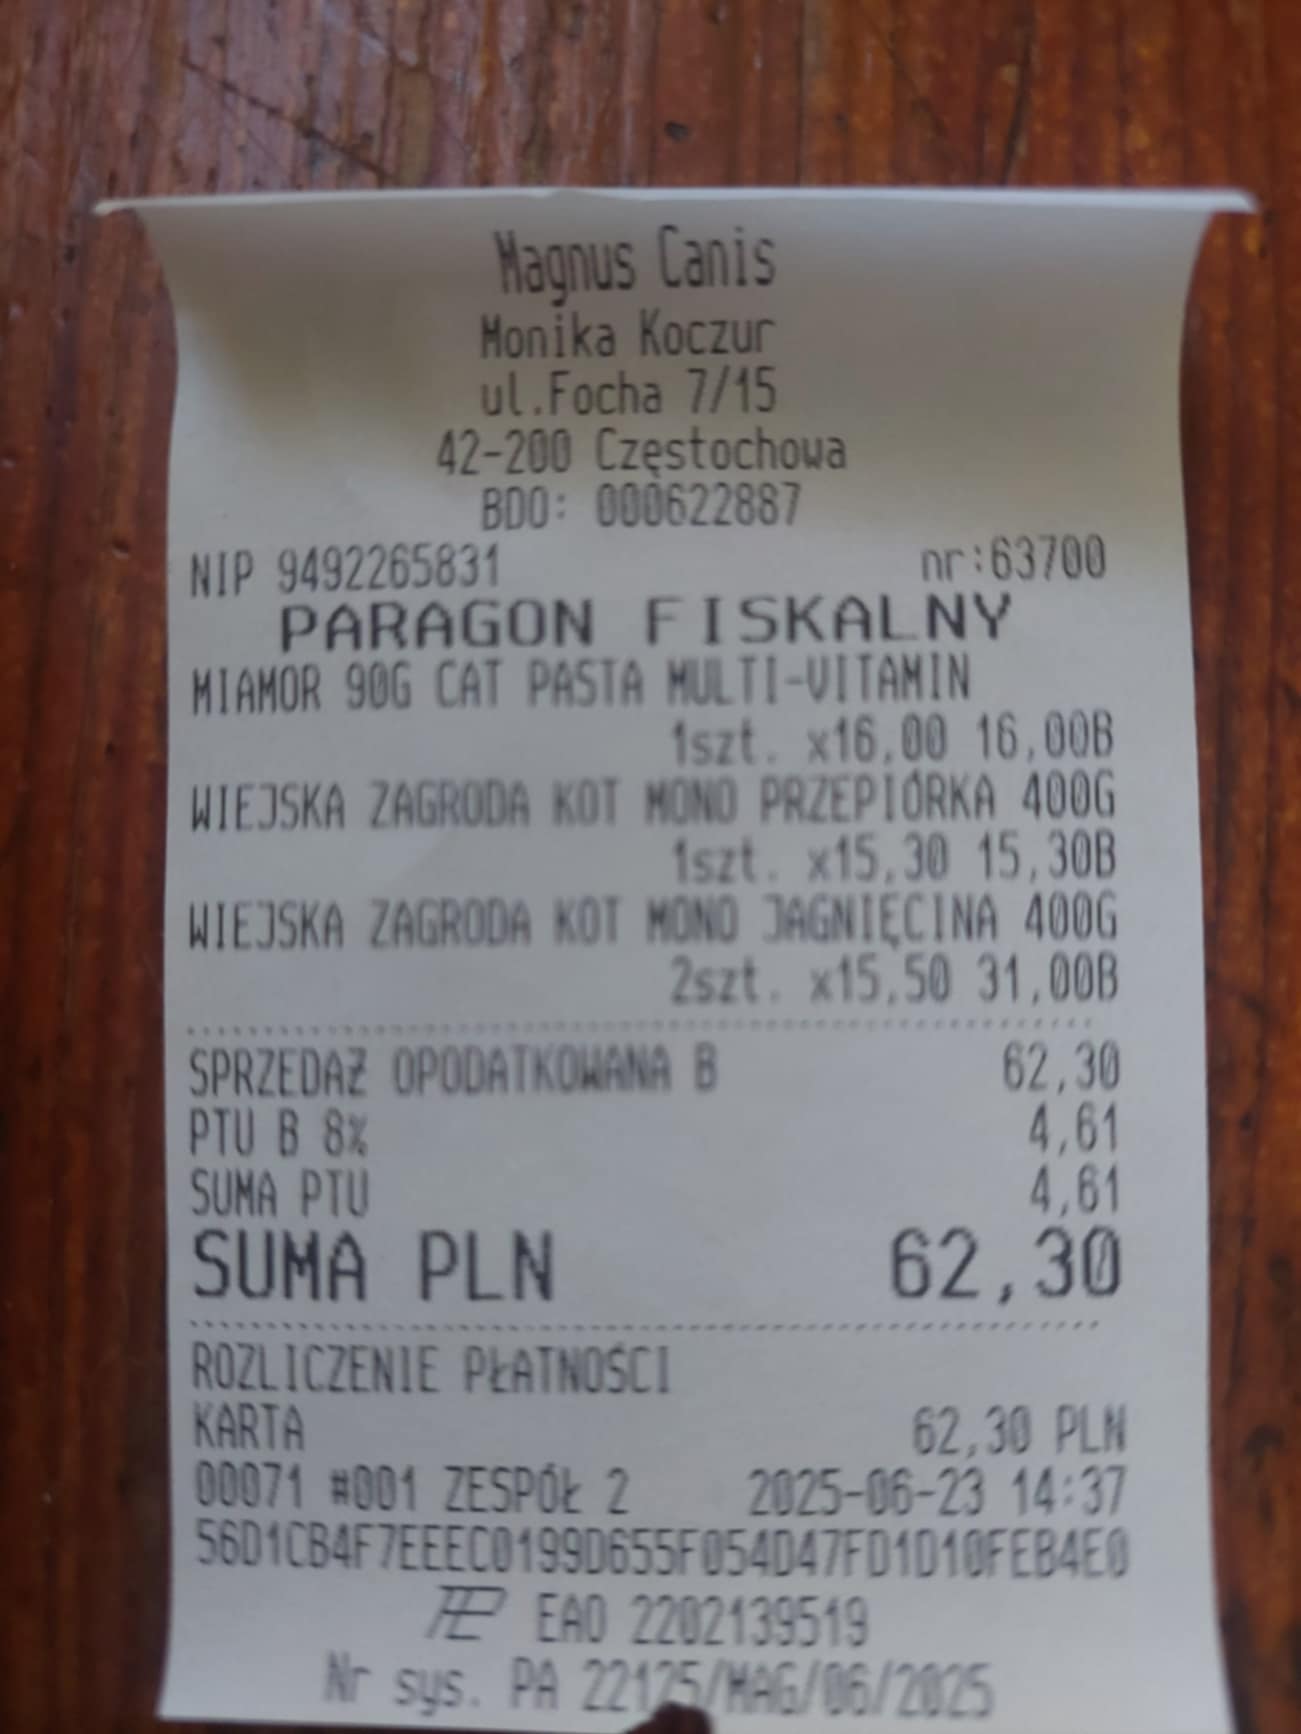 Magnus Canis
Monika Koczur
ul.Focha 7/15
42-200 Częstochowa
BDO: 000622887
NIP 9492265831 nr:63700
PARAGON FISKALNY
MIAMOR 90G CAT PASTA MULTI-VITAMIN
1szt. x16,00 16,00B
WIEJSKA ZAGRODA KOT MONO PRZEPIÓRKA 400G
1szt. x15,30 15,30B
WIEJSKA ZAGRODA KOT MONO JAGNIĘCINA 400G
2szt. x15,50 31,00B
SPRZEDAŻ OPODATKOWANA B 62,30
PTU B 8% 4,61
SUMA PTU 4,61
SUMA PLN 62,30
ROZLICZENIE PŁATNOŚCI
KARTA 62,30 PLN
00071 #001 ZESPÓŁ 2 2025-06-23 14:37
56D1CB4F7EEEC0199D655F054D47FD1D10FEB4E0
EAO 2202139519
Nr sys. PA 22125/MAG/06/2025